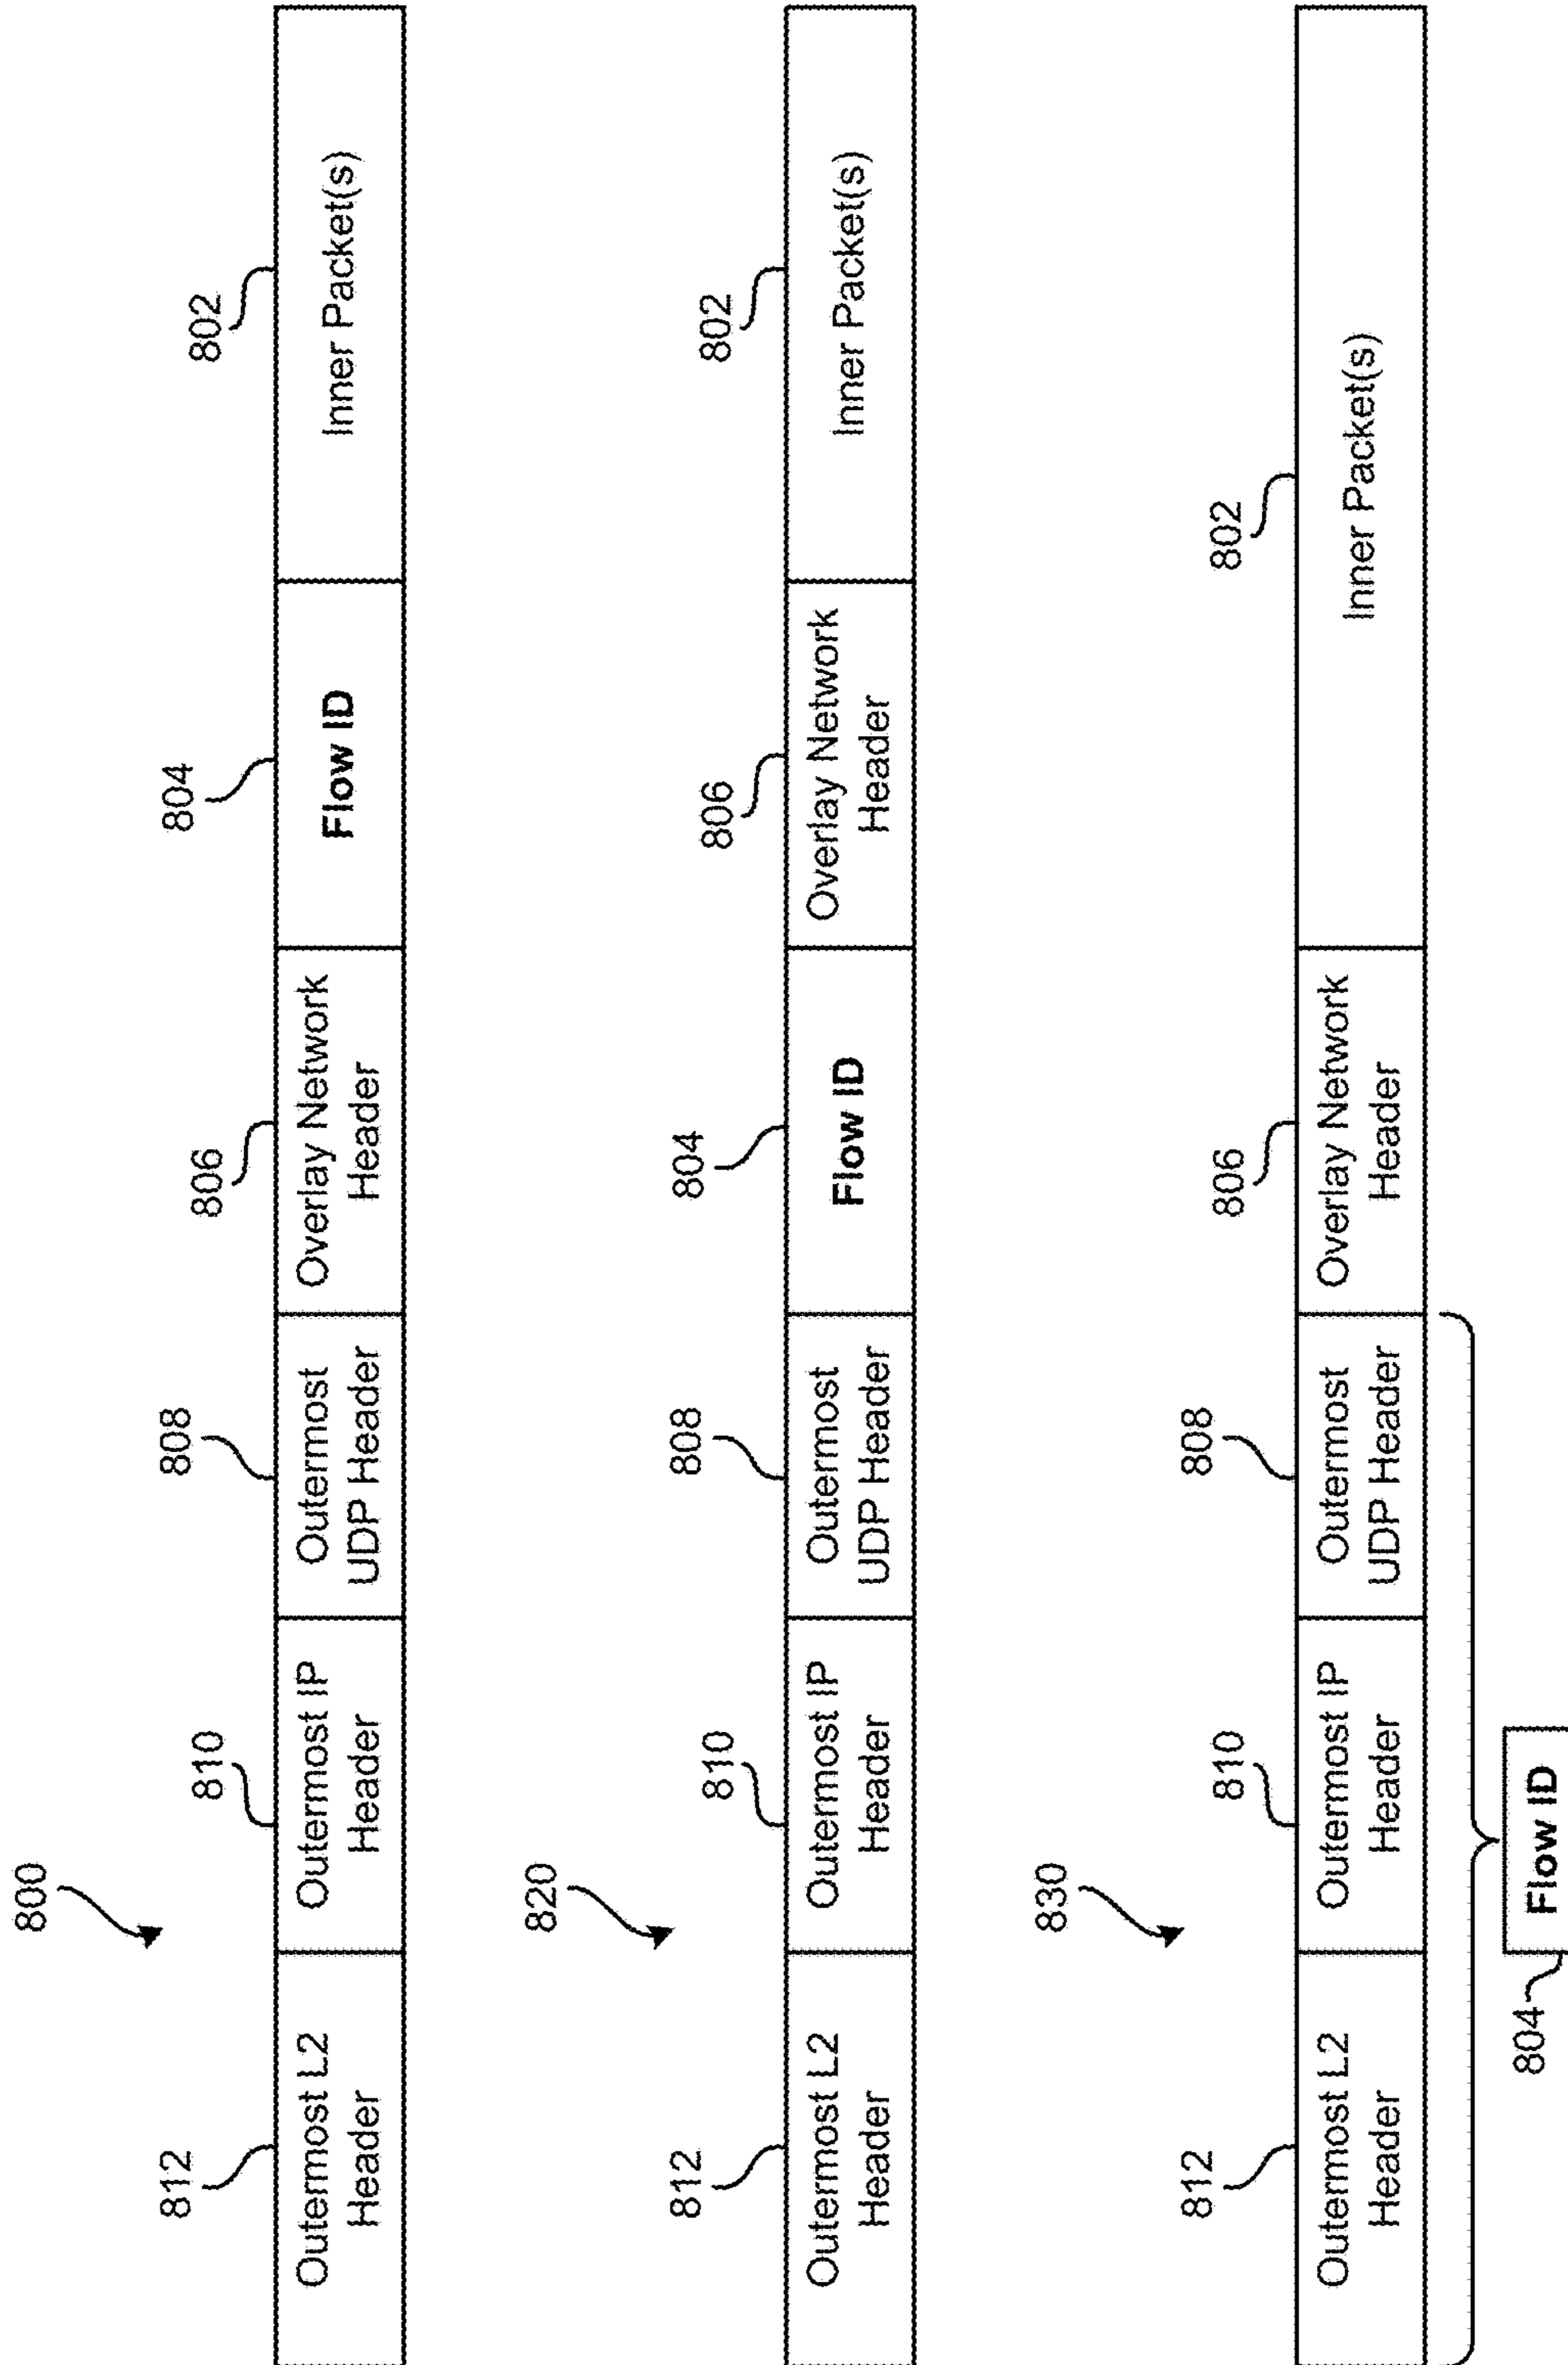 800
812
810
808
806
804
802
Outermost L2
Header
Outermost IP
Header
Outermost
UDP Header
Overlay Network
Header
Flow ID
Inner Packet(s)
820
812
810
808
804
806
802
Outermost L2
Header
Outermost IP
Header
Outermost
UDP Header
Flow ID
Overlay Network
Header
Inner Packet(s)
830
812
810
808
806
802
Outermost L2
Header
Outermost IP
Header
Outermost
UDP Header
Overlay Network
Header
Inner Packet(s)
804
Flow ID